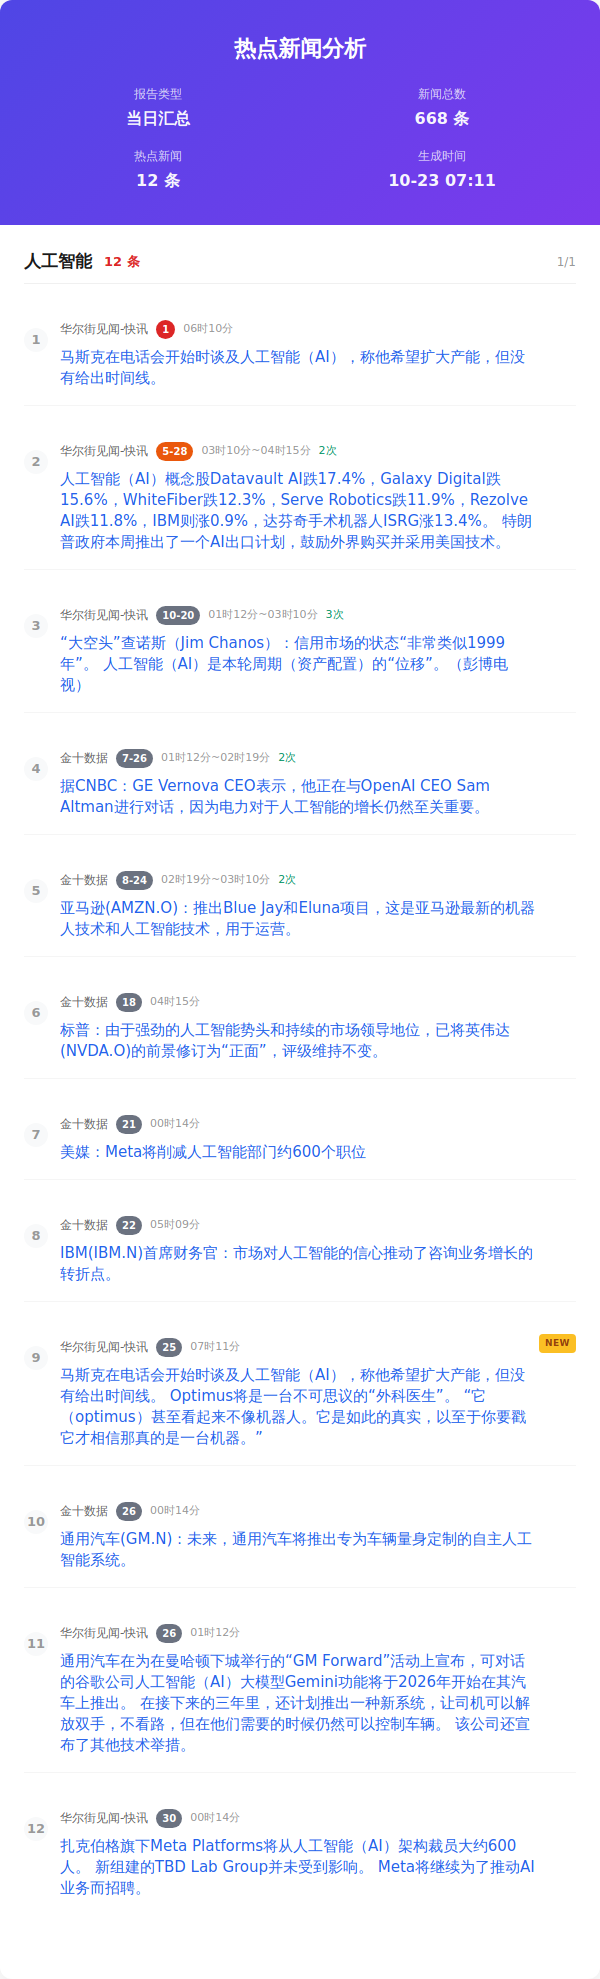 热点新闻分析
报告类型
新闻总数
当日汇总
668 条
热点新闻
生成时间
12 条
10-23 07:11
人工智能 12 条 1/1
1
华尔街见闻-快讯 1 06时10分
马斯克在电话会开始时谈及人工智能（AI），称他希望扩大产能，但没
有给出时间线。
2
华尔街见闻-快讯 5-28 03时10分~04时15分 2次
人工智能（AI）概念股Datavault AI跌17.4%，Galaxy Digital跌
15.6%，WhiteFiber跌12.3%，Serve Robotics跌11.9%，Rezolve
AI跌11.8%，IBM则涨0.9%，达芬奇手术机器人ISRG涨13.4%。 特朗
普政府本周推出了一个AI出口计划，鼓励外界购买并采用美国技术。
3
华尔街见闻-快讯 10-20 01时12分~03时10分 3次
“大空头”查诺斯（Jim Chanos）：信用市场的状态“非常类似1999
年”。 人工智能（AI）是本轮周期（资产配置）的“位移”。（彭博电
视）
4
金十数据 7-26 01时12分~02时19分 2次
据CNBC：GE Vernova CEO表示，他正在与OpenAI CEO Sam
Altman进行对话，因为电力对于人工智能的增长仍然至关重要。
5
金十数据 8-24 02时19分~03时10分 2次
亚马逊(AMZN.O)：推出Blue Jay和Eluna项目，这是亚马逊最新的机器
人技术和人工智能技术，用于运营。
6
金十数据 18 04时15分
标普：由于强劲的人工智能势头和持续的市场领导地位，已将英伟达
(NVDA.O)的前景修订为“正面”，评级维持不变。
7
金十数据 21 00时14分
美媒：Meta将削减人工智能部门约600个职位
8
金十数据 22 05时09分
IBM(IBM.N)首席财务官：市场对人工智能的信心推动了咨询业务增长的
转折点。
9
华尔街见闻-快讯 25 07时11分 NEW
马斯克在电话会开始时谈及人工智能（AI），称他希望扩大产能，但没
有给出时间线。 Optimus将是一台不可思议的“外科医生”。 “它
（optimus）甚至看起来不像机器人。它是如此的真实，以至于你要戳
它才相信那真的是一台机器。”
10
金十数据 26 00时14分
通用汽车(GM.N)：未来，通用汽车将推出专为车辆量身定制的自主人工
智能系统。
11
华尔街见闻-快讯 26 01时12分
通用汽车在为在曼哈顿下城举行的“GM Forward”活动上宣布，可对话
的谷歌公司人工智能（AI）大模型Gemini功能将于2026年开始在其汽
车上推出。 在接下来的三年里，还计划推出一种新系统，让司机可以解
放双手，不看路，但在他们需要的时候仍然可以控制车辆。 该公司还宣
布了其他技术举措。
12
华尔街见闻-快讯 30 00时14分
扎克伯格旗下Meta Platforms将从人工智能（AI）架构裁员大约600
人。 新组建的TBD Lab Group并未受到影响。 Meta将继续为了推动AI
业务而招聘。